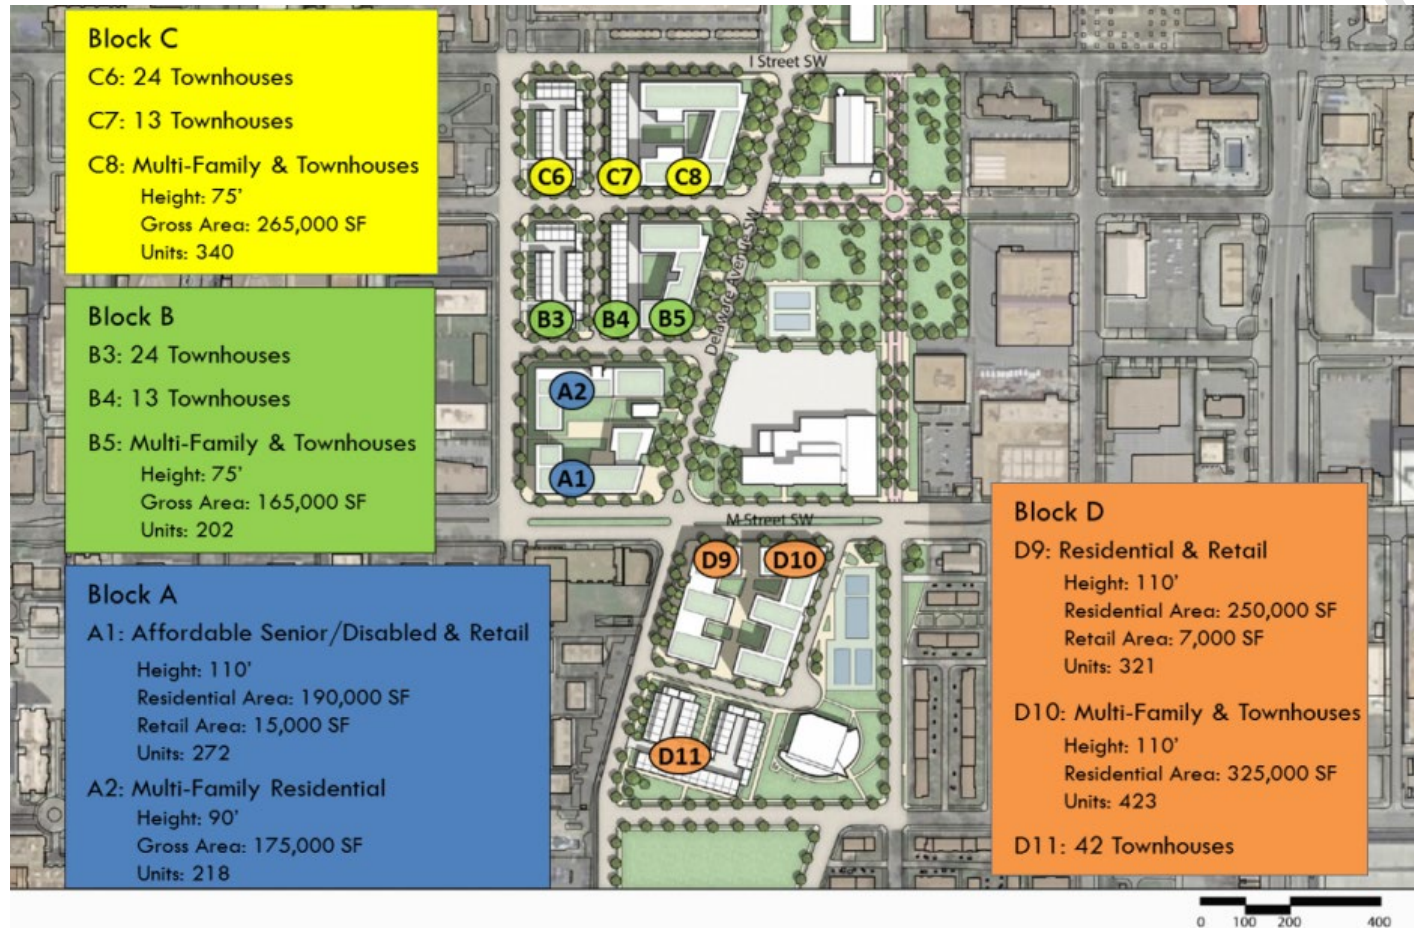 Block C
C6: 24 Townhouses
C7: 13 Townhouses
C8: Multi-Family & Townhouses
Height: 75'
Gross Area: 265,000 SF
Units: 340
Block B
B3: 24 Townhouses
B4: 13 Townhouses
B5: Multi-Family & Townhouses
Height: 75'
Gross Area: 165,000 SF
Units: 202
Block A
A1: Affordable Senior/Disabled & Retail
Height: 110'
Residential Area: 190,000 SF
Retail Area: 15,000 SF
Units: 272
A2: Multi-Family Residential
Height: 90'
Gross Area: 175,000 SF
Units: 218
I Street SW
C6
C7
C8
Delaware Avenue SW
B3
B4
B5
A2
A1
M Street SW
D9
D10
D11
Block D
D9: Residential & Retail
Height: 110'
Residential Area: 250,000 SF
Retail Area: 7,000 SF
Units: 321
D10: Multi-Family & Townhouses
Height: 110'
Residential Area: 325,000 SF
Units: 423
D11: 42 Townhouses
0 100 200 400